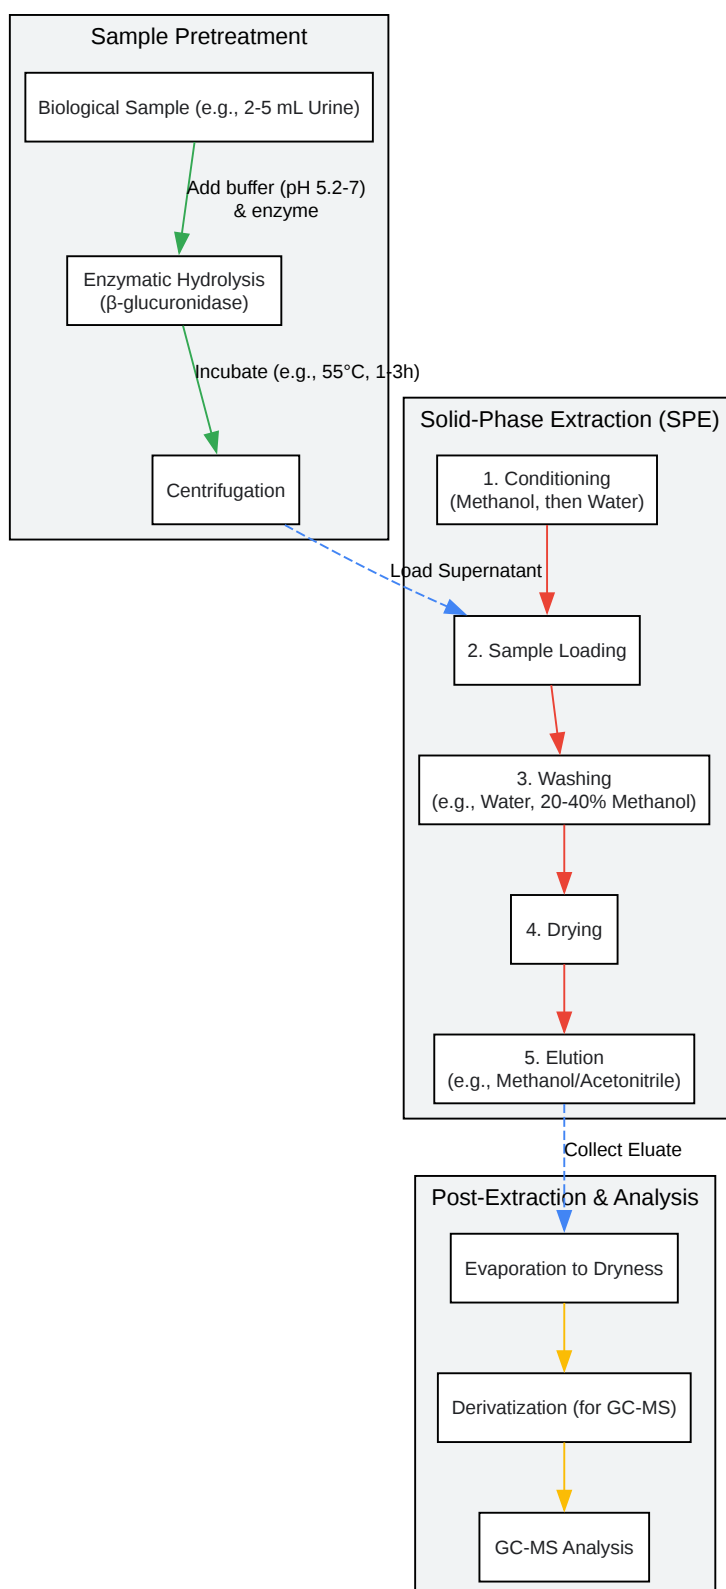 Sample Pretreatment
Biological Sample (e.g., 2-5 mL Urine)
Add buffer (pH 5.2-7)
& enzyme
Enzymatic Hydrolysis
(β-glucuronidase)
Incubate (e.g., 55°C, 1-3h)
Centrifugation
Load Supernatant
Solid-Phase Extraction (SPE)
1. Conditioning
(Methanol, then Water)
2. Sample Loading
3. Washing
(e.g., Water, 20-40% Methanol)
4. Drying
5. Elution
(e.g., Methanol/Acetonitrile)
Collect Eluate
Post-Extraction & Analysis
Evaporation to Dryness
Derivatization (for GC-MS)
GC-MS Analysis